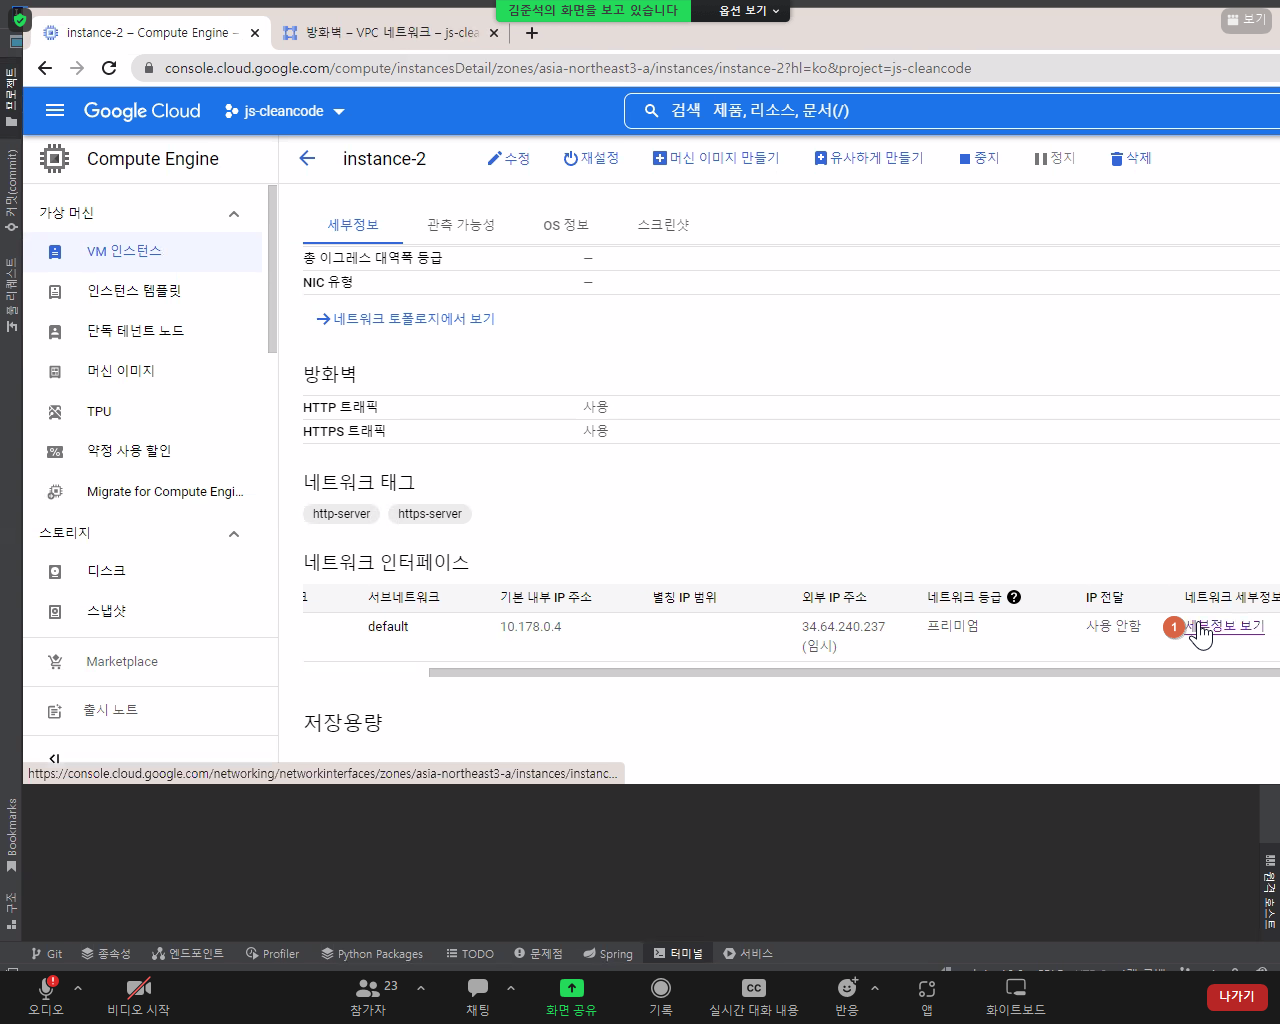 김준석의 화면을 보고 있습니다
옵션 보기
보기
instance-2 – Compute Engine –
방화벽 – VPC 네트워크 – js-clea
console.cloud.google.com/compute/instancesDetail/zones/asia-northeast3-a/instances/instance-2?hl=ko&project=js-cleancode
프로젝트
커밋(commit)
풀 리퀘스트
Bookmarks
구조
Google Cloud
js-cleancode
검색 제품, 리소스, 문서(/)
Compute Engine
instance-2
수정
재설정
머신 이미지 만들기
유사하게 만들기
중지
정지
삭제
가상 머신
VM 인스턴스
인스턴스 템플릿
단독 테넌트 노드
머신 이미지
TPU
약정 사용 할인
Migrate for Compute Engi...
스토리지
디스크
스냅샷
Marketplace
출시 노트
세부정보
관측 가능성
OS 정보
스크린샷
총 이그레스 대역폭 등급 –
NIC 유형 –
네트워크 토폴로지에서 보기
방화벽
HTTP 트래픽 사용
HTTPS 트래픽 사용
네트워크 태그
http-server
https-server
네트워크 인터페이스
서브네트워크 기본 내부 IP 주소 별칭 IP 범위 외부 IP 주소 네트워크 등급 IP 전달 네트워크 세부정보
default 10.178.0.4 34.64.240.237 프리미엄 사용 안함 1 세부정보 보기
(임시)
저장용량
https://console.cloud.google.com/networking/networkinterfaces/zones/asia-northeast3-a/instances/instanc...
원격 호스트
Git
종속성
엔드포인트
Profiler
Python Packages
TODO
문제점
Spring
터미널
서비스
오디오
비디오 시작
23
참가자
채팅
화면 공유
기록
CC
실시간 대화 내용
반응
앱
화이트보드
나가기